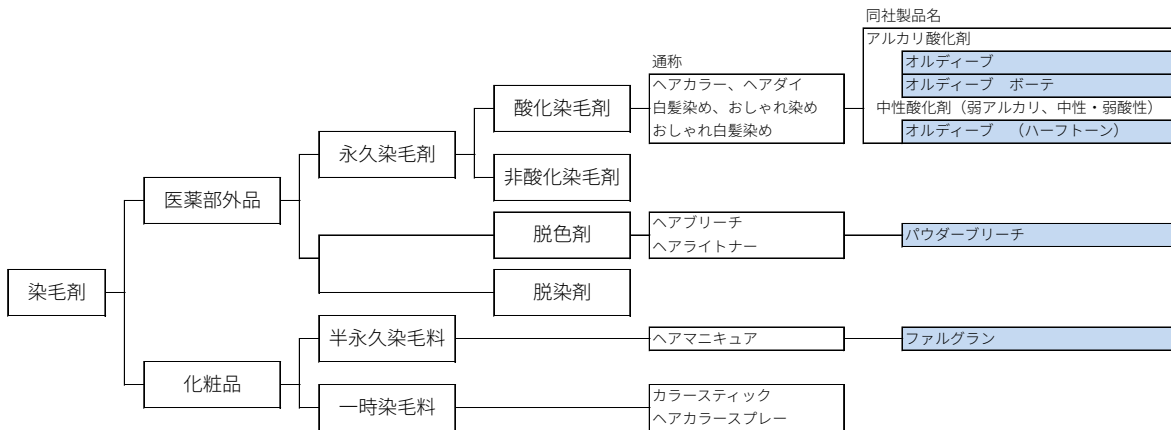 同社製品名
アルカリ酸化剤
通称
オルディーブ
ヘアカラー、ヘアダイ
オルディーブ　ボーテ
酸化染毛剤
白髪染め、おしゃれ染め
中性酸化剤（弱アルカリ、中性・弱酸性）
おしゃれ白髪染め
オルディーブ　（ハーフトーン）
永久染毛剤
非酸化染毛剤
医薬部外品
ヘアブリーチ
脱色剤
パウダーブリーチ
ヘアライトナー
染毛剤
脱染剤
半永久染毛料
ヘアマニキュア
ファルグラン
化粧品
カラースティック
一時染毛料
ヘアカラースプレー